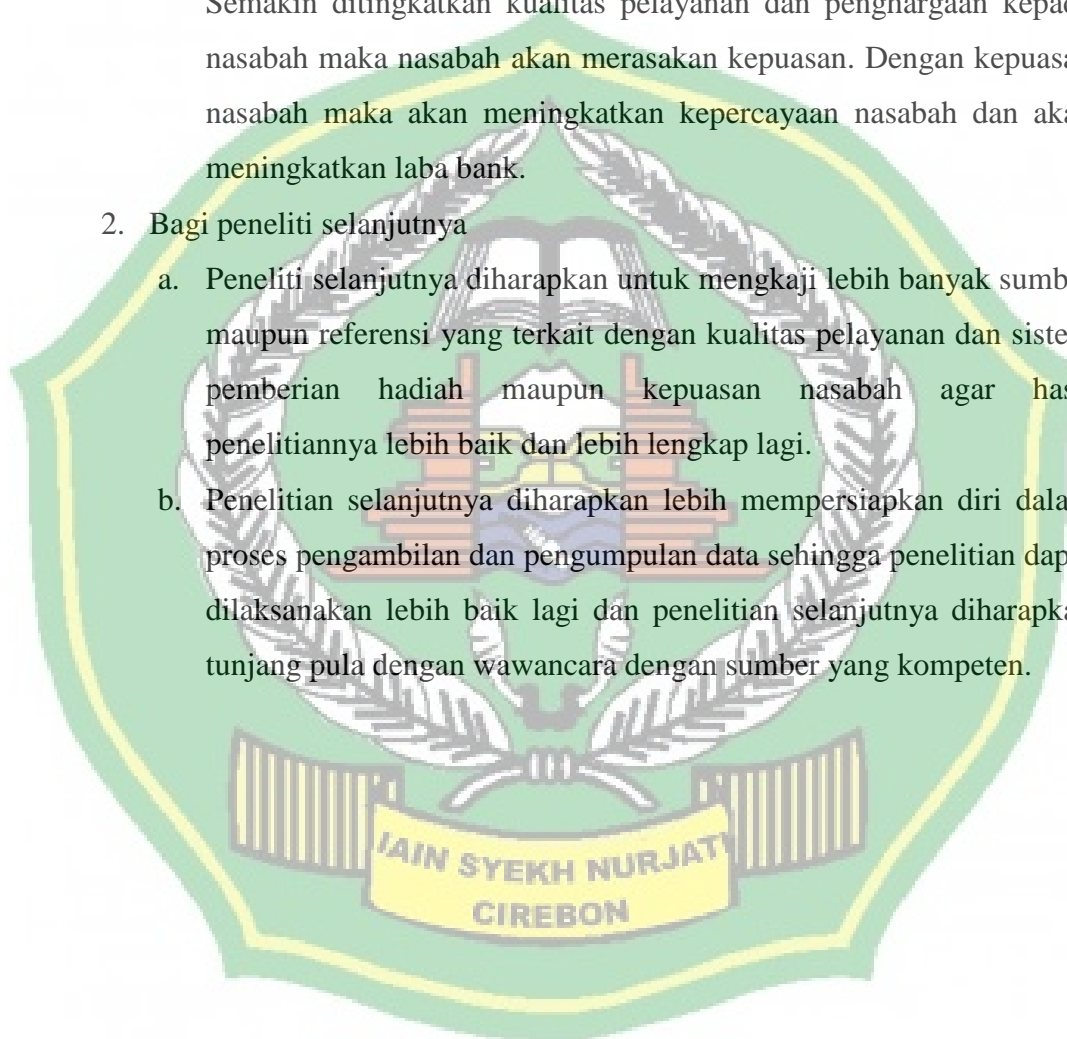 Semakin ditingkatkan kualitas pelayanan dan penghargaan kepad
nasabah maka nasabah akan merasakan kepuasan. Dengan kepuasa
nasabah maka akan meningkatkan kepercayaan nasabah dan aka
meningkatkan laba bank.
2. Bagi peneliti selanjutnya
a. Peneliti selanjutnya diharapkan untuk mengkaji lebih banyak sumb
maupun referensi yang terkait dengan kualitas pelayanan dan siste
pemberian hadiah maupun kepuasan nasabah agar has
penelitiannya lebih baik dan lebih lengkap lagi.
b. Penelitian selanjutnya diharapkan lebih mempersiapkan diri dala
proses pengambilan dan pengumpulan data sehingga penelitian dap
dilaksanakan lebih baik lagi dan penelitian selanjutnya diharapka
tunjang pula dengan wawancara dengan sumber yang kompeten.
IAIN SYEKH NURJATI
CIREBON